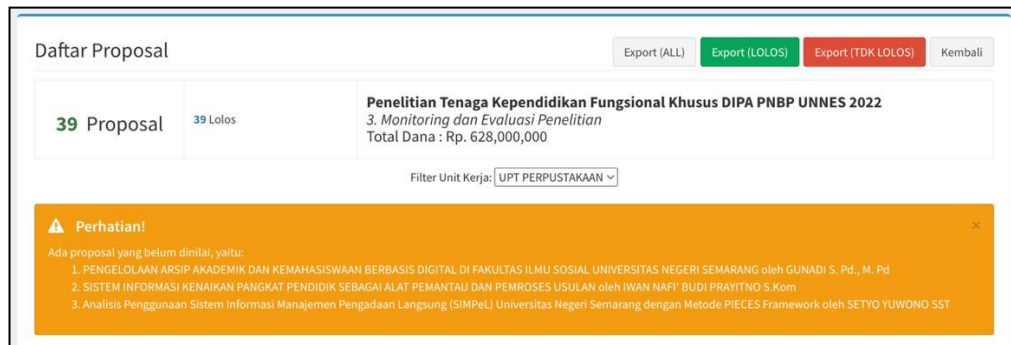 Daftar Proposal
Export (ALL) Export (LOLOS) Export (TDK LOLOS) Kembali
39 Proposal
39 Lolos
Penelitian Tenaga Kependidikan Fungsional Khusus DIPA PNBP UNNES 2022
3. Monitoring dan Evaluasi Penelitian
Total Dana : Rp. 628,000,000
Filter Unit Kerja: UPT PERPUSTAKAAN
Perhatian!
Ada proposal yang belum dinilai, yaitu:
1. PENGELOLAAN ARSIP AKADEMIK DAN KEMAHASISWAAN BERBASIS DIGITAL DI FAKULTAS ILMU SOSIAL UNIVERSITAS NEGERI SEMARANG oleh GUNADI S. Pd., M. Pd
2. SISTEM INFORMASI KENAIKAN PANGKAT PENDIDIK SEBAGAI ALAT PEMANTAU DAN PEMROSES USULAN oleh IWAN NAFI' BUDI PRAYITNO S.Kom
3. Analisis Penggunaan Sistem Informasi Manajemen Pengadaan Langsung (SIMPeL) Universitas Negeri Semarang dengan Metode PIECES Framework oleh SETYO YUWONO SST